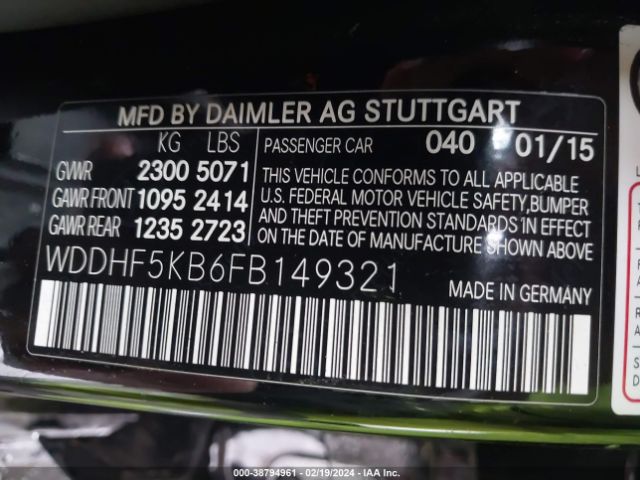 MFD BY DAIMLER AG STUTTGART
KG LBS
GVWR 2300 5071
GAWR FRONT 1095 2414
GAWR REAR 1235 2723
PASSENGER CAR 040 01/15
THIS VEHICLE CONFORMS TO ALL APPLICABLE
U.S. FEDERAL MOTOR VEHICLE SAFETY,BUMPER
AND THEFT PREVENTION STANDARDS IN EFFECT
ON THE DATE OF MANUFACTURE SHOWN ABOVE
WDDHF5KB6FB149321
MADE IN GERMANY
(STOCK: 38794961 - 02/19/2024 - IAA Inc.)